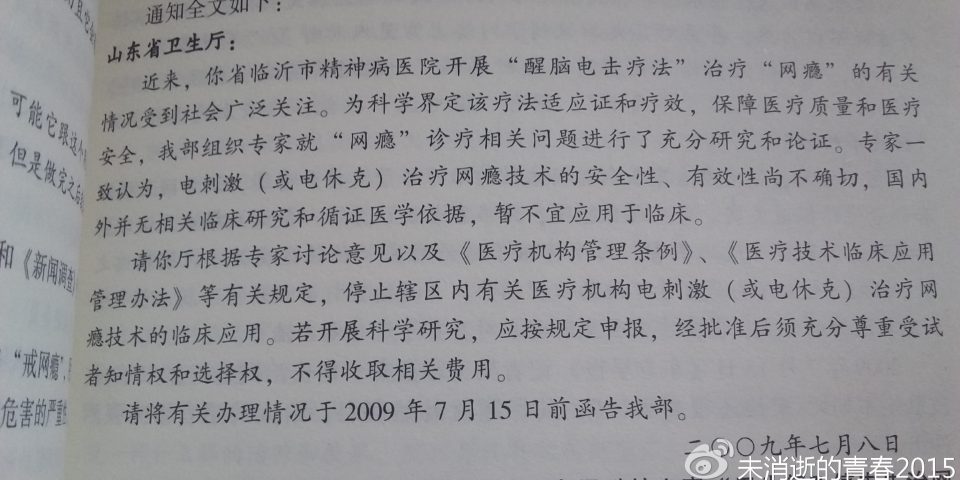 通知全文如下：
山东省卫生厅：
近来，你省临沂市精神病医院开展“醒脑电击疗法”治疗“网瘾”的有关
情况受到社会广泛关注。为科学界定该疗法适应证和疗效，保障医疗质量和医疗
安全，我部组织专家就“网瘾”诊疗相关问题进行了充分研究和论证。专家一
致认为，电刺激（或电休克）治疗网瘾技术的安全性、有效性尚不确切，国内
外并无相关临床研究和循证医学依据，暂不宜应用于临床。
请你厅根据专家讨论意见以及《医疗机构管理条例》、《医疗技术临床应用
管理办法》等有关规定，停止辖区内有关医疗机构电刺激（或电休克）治疗网
瘾技术的临床应用。若开展科学研究，应按规定申报，经批准后须充分尊重受试
者知情权和选择权，不得收取相关费用。
请将有关办理情况于2009年7月15日前函告我部。
二〇〇九年七月八日
可能它跟这小
但是做完之后
和《新闻调查
“戒网瘾”、
危害的严重
未消逝的青春2015